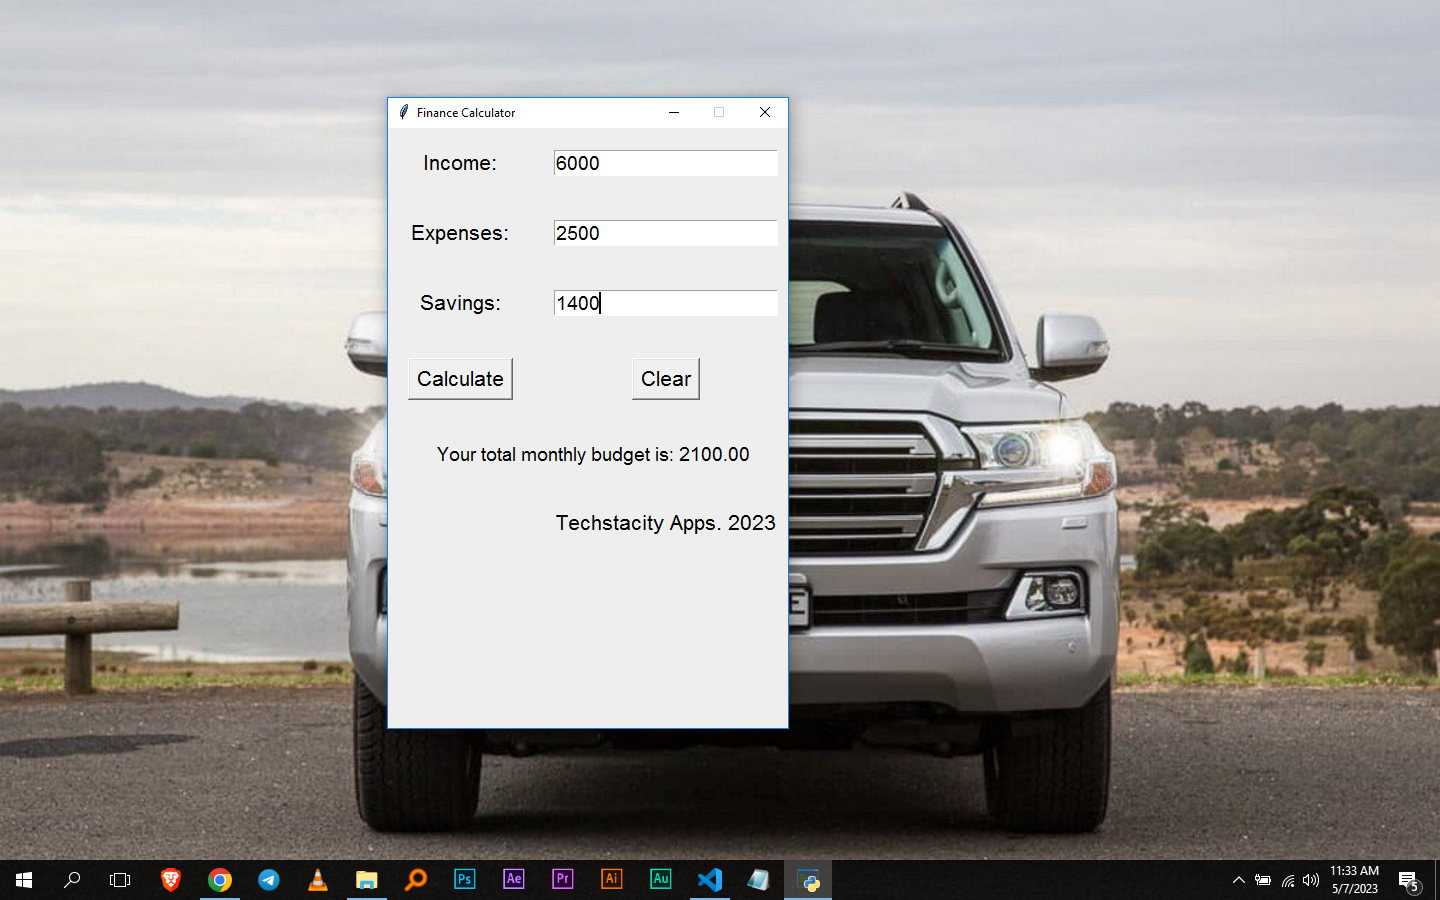 Finance Calculator
Income: 6000
Expenses: 2500
Savings: 1400
Calculate Clear
Your total monthly budget is: 2100.00
Techstacity Apps. 2023
E
Ps Ae Pr Ai Au
11:33 AM
5/7/2023
5